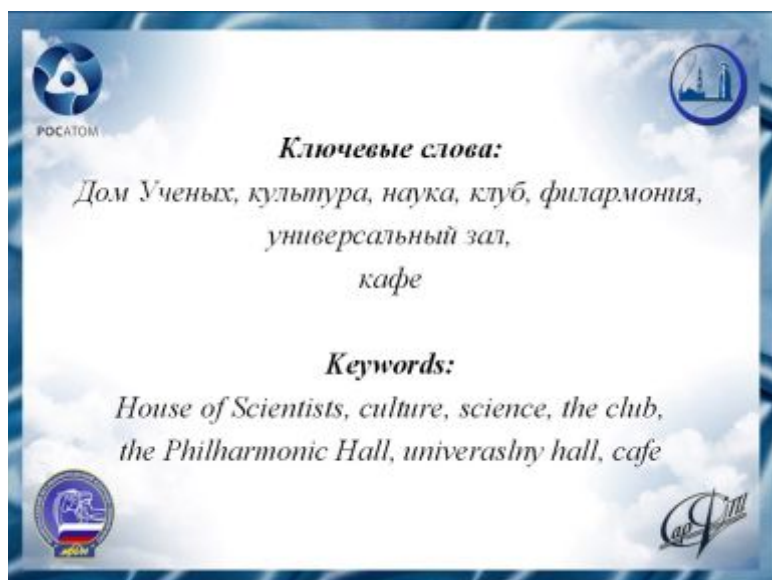 РОСАТОМ
Ключевые слова:
Дом Ученых, культура, наука, клуб, филармония,
универсальный зал,
кафе
Keywords:
House of Scientists, culture, science, the club,
the Philharmonic Hall, univeraslny hall, cafe
СарФТИ